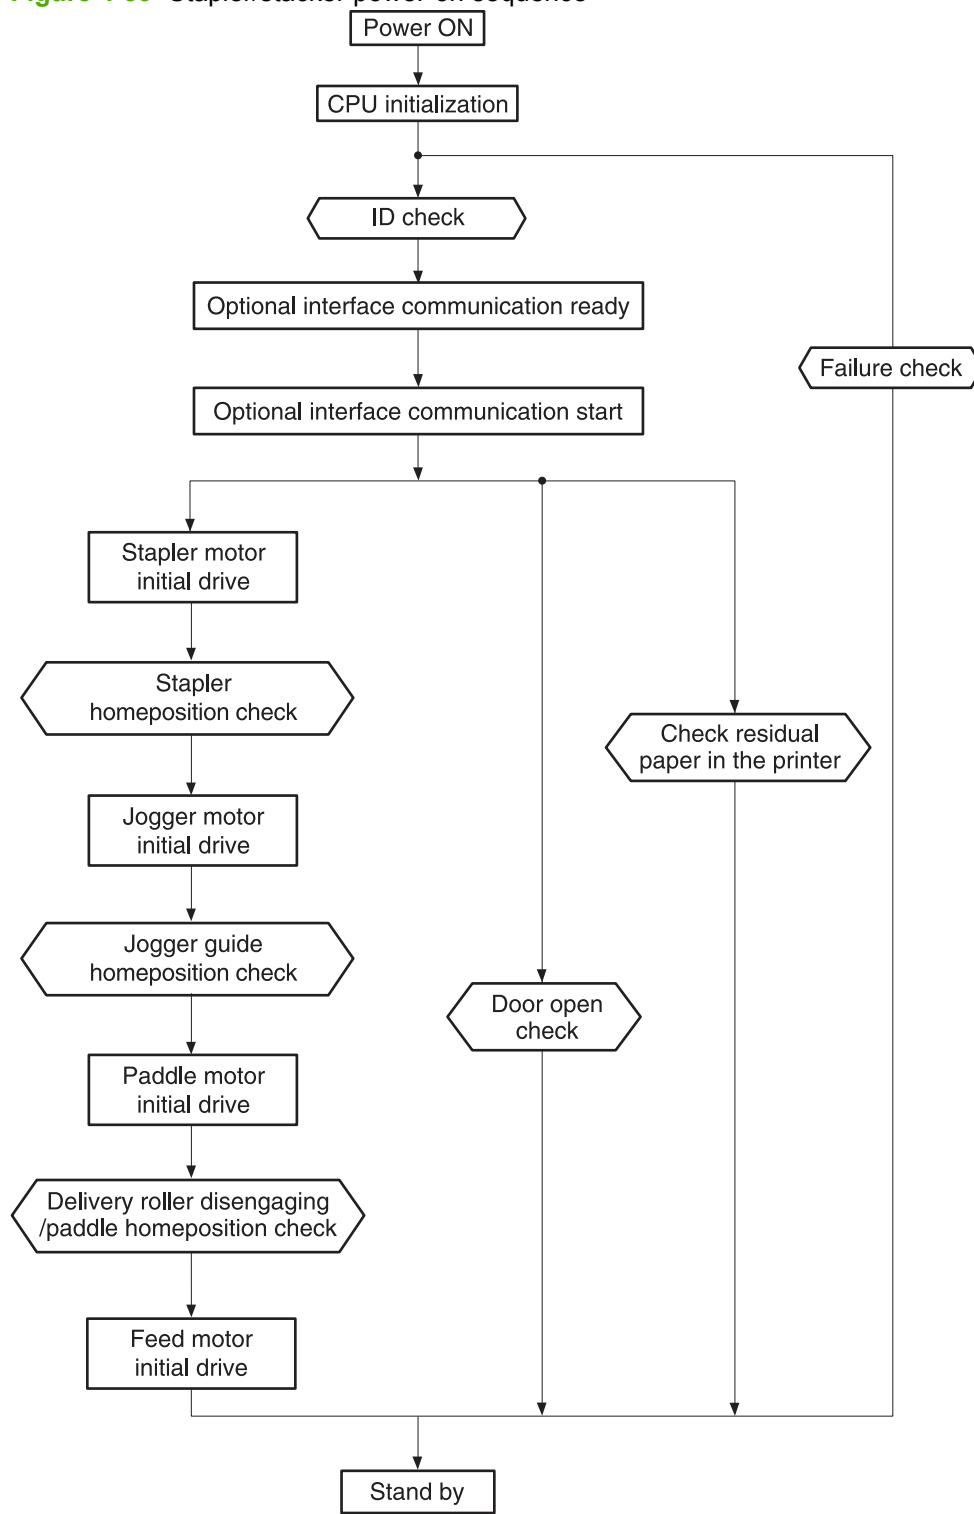 Power ON
CPU initialization
ID check
Optional interface communication ready
Failure check
Optional interface communication start
Stapler motor
initial drive
Stapler
homeposition check
Check residual
paper in the printer
Jogger motor
initial drive
Jogger guide
homeposition check
Door open
check
Paddle motor
initial drive
Delivery roller disengaging
/paddle homeposition check
Feed motor
initial drive
Stand by